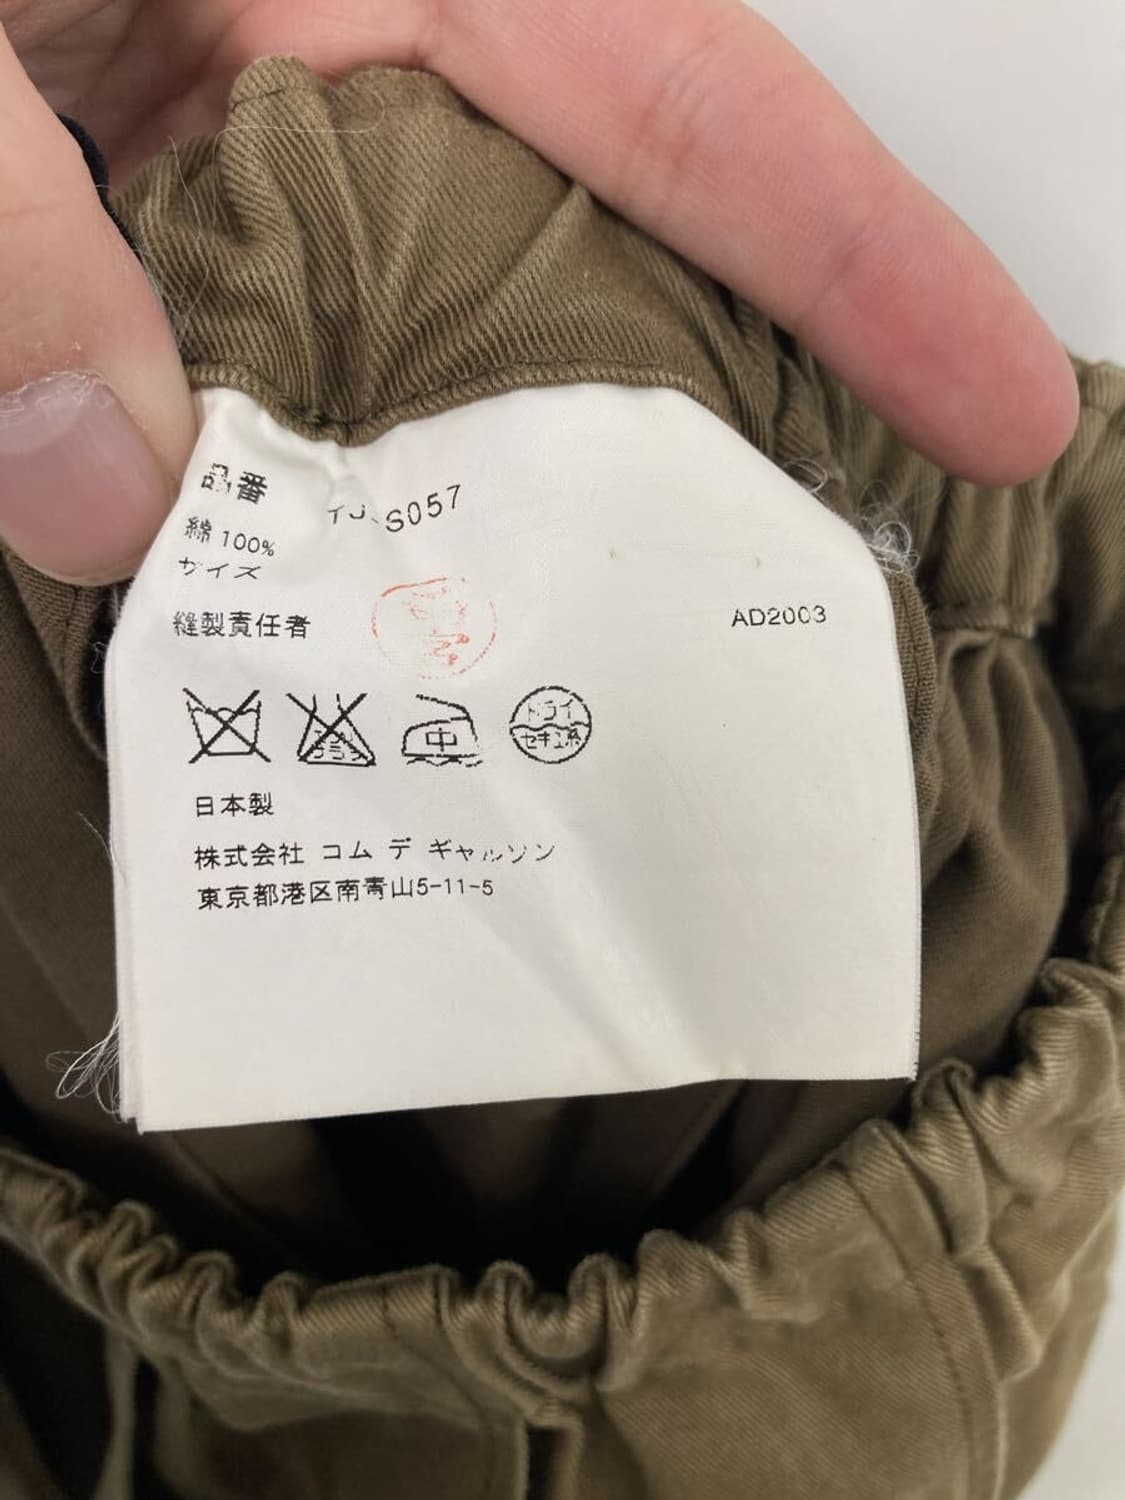 品番 TJ-S057
綿 100%
サイズ
縫製責任者
AD2003
中
ドライ
セキユ系
日本製
株式会社 コム デ ギャルソン
東京都港区南青山5-11-5